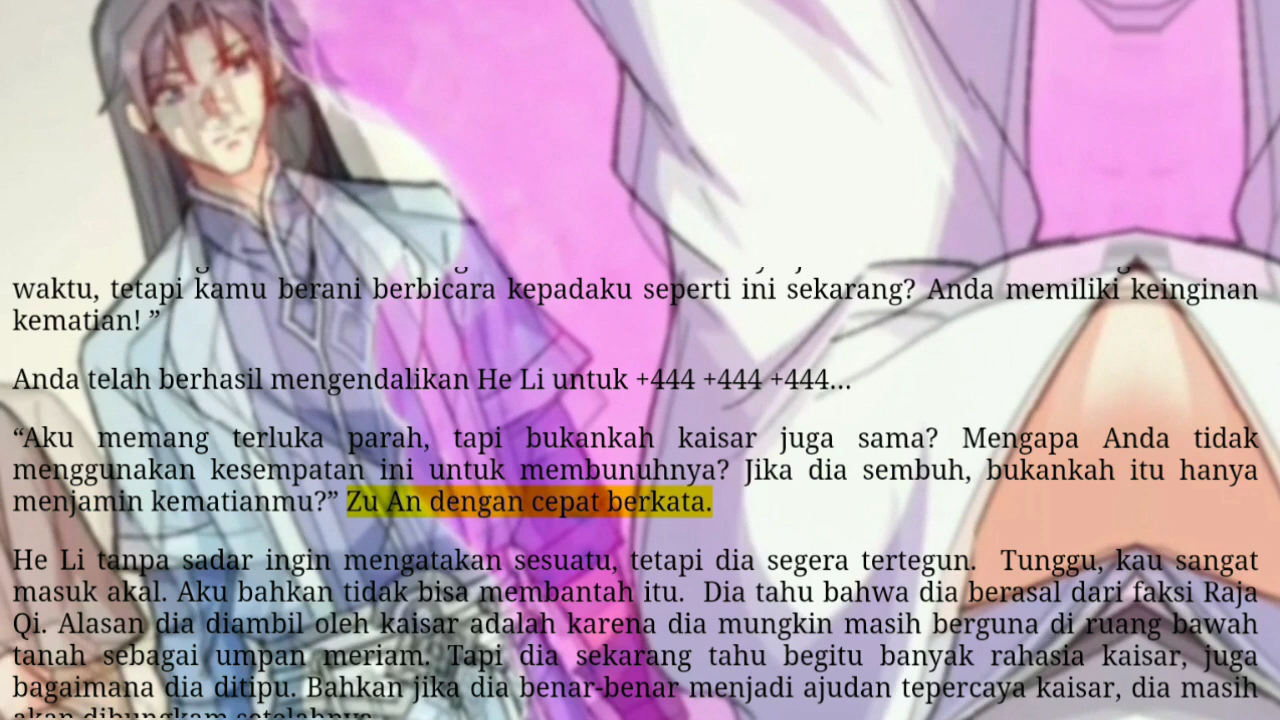 waktu, tetapi kamu berani berbicara kepadaku seperti ini sekarang? Anda memiliki keinginan
kematian! ”
Anda telah berhasil mengendalikan He Li untuk +444 +444 +444...
“Aku memang terluka parah, tapi bukankah kaisar juga sama? Mengapa Anda tidak
menggunakan kesempatan ini untuk membunuhnya? Jika dia sembuh, bukankah itu hanya
menjamin kematianmu?” Zu An dengan cepat berkata.
He Li tanpa sadar ingin mengatakan sesuatu, tetapi dia segera tertegun. Tunggu, kau sangat
masuk akal. Aku bahkan tidak bisa membantah itu. Dia tahu bahwa dia berasal dari faksi Raja
Qi. Alasan dia diambil oleh kaisar adalah karena dia mungkin masih berguna di ruang bawah
tanah sebagai umpan meriam. Tapi dia sekarang tahu begitu banyak rahasia kaisar, juga
bagaimana dia ditipu. Bahkan jika dia benar-benar menjadi ajudan tepercaya kaisar, dia masih
akan dibungkam setelahnya.